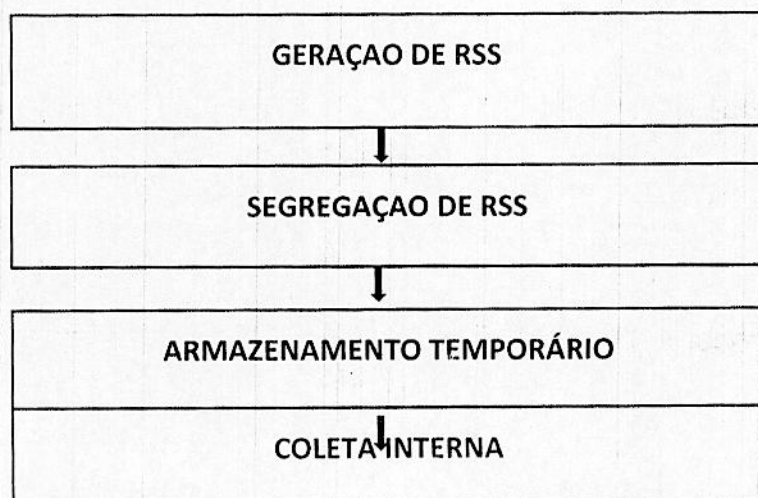 GERAÇAO DE RSS
SEGREGAÇAO DE RSS
ARMAZENAMENTO TEMPORÁRIO
COLETA INTERNA